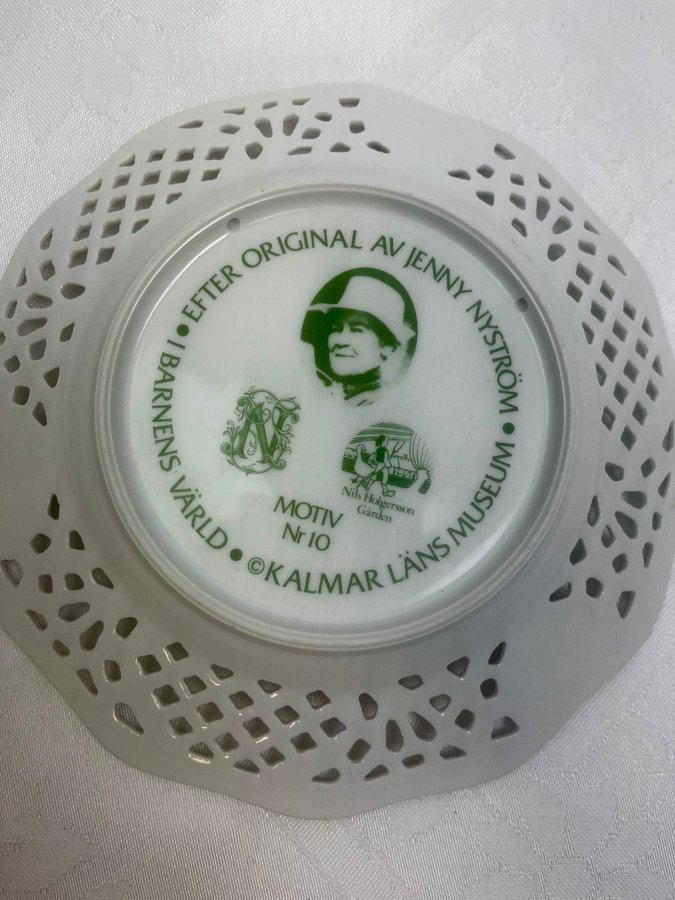 • EFTER ORIGINAL AV JENNY NYSTRÖM •
I BARNENS VÄRLD •
© KALMAR LÄNS MUSEUM
Nils Holgersson
Gården
MOTIV
Nr 10